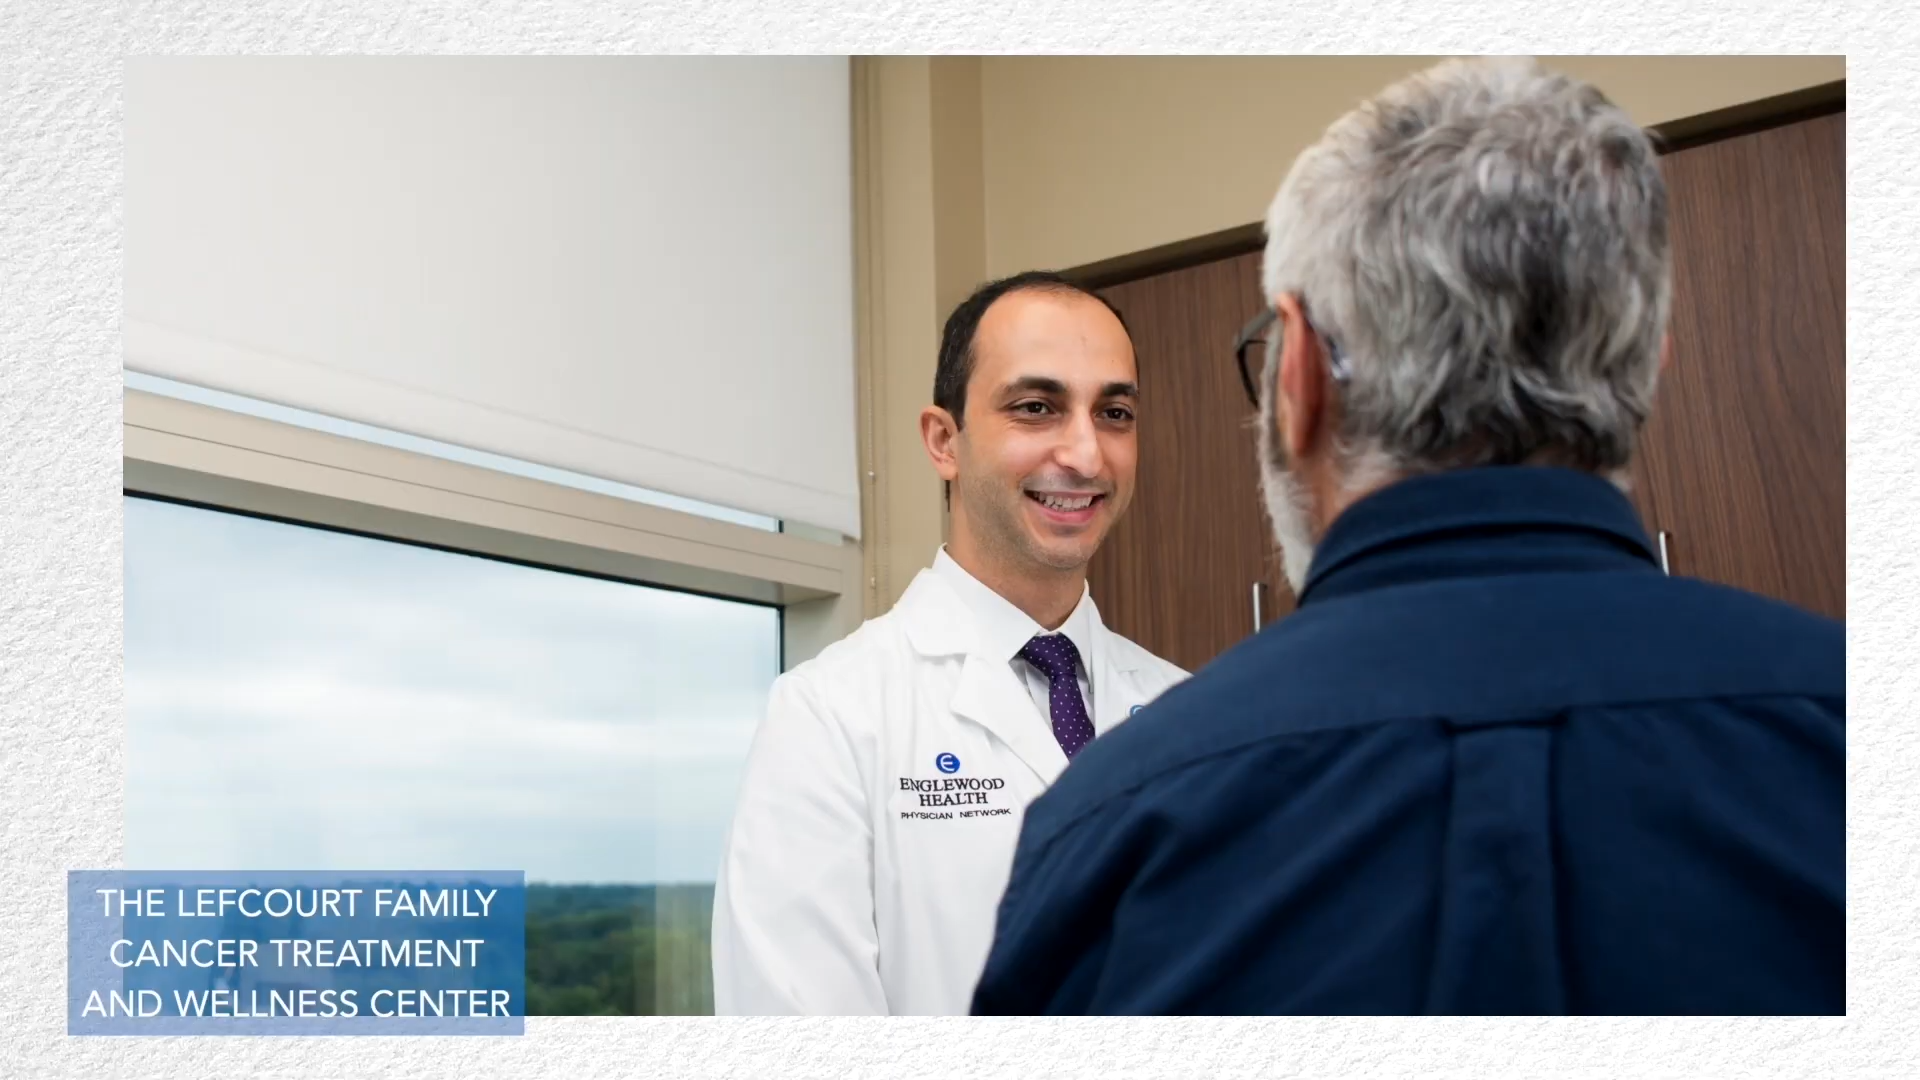 ENGLEWOOD
HEALTH
PHYSICIAN NETWORK
THE LEFCOURT FAMILY
CANCER TREATMENT
AND WELLNESS CENTER